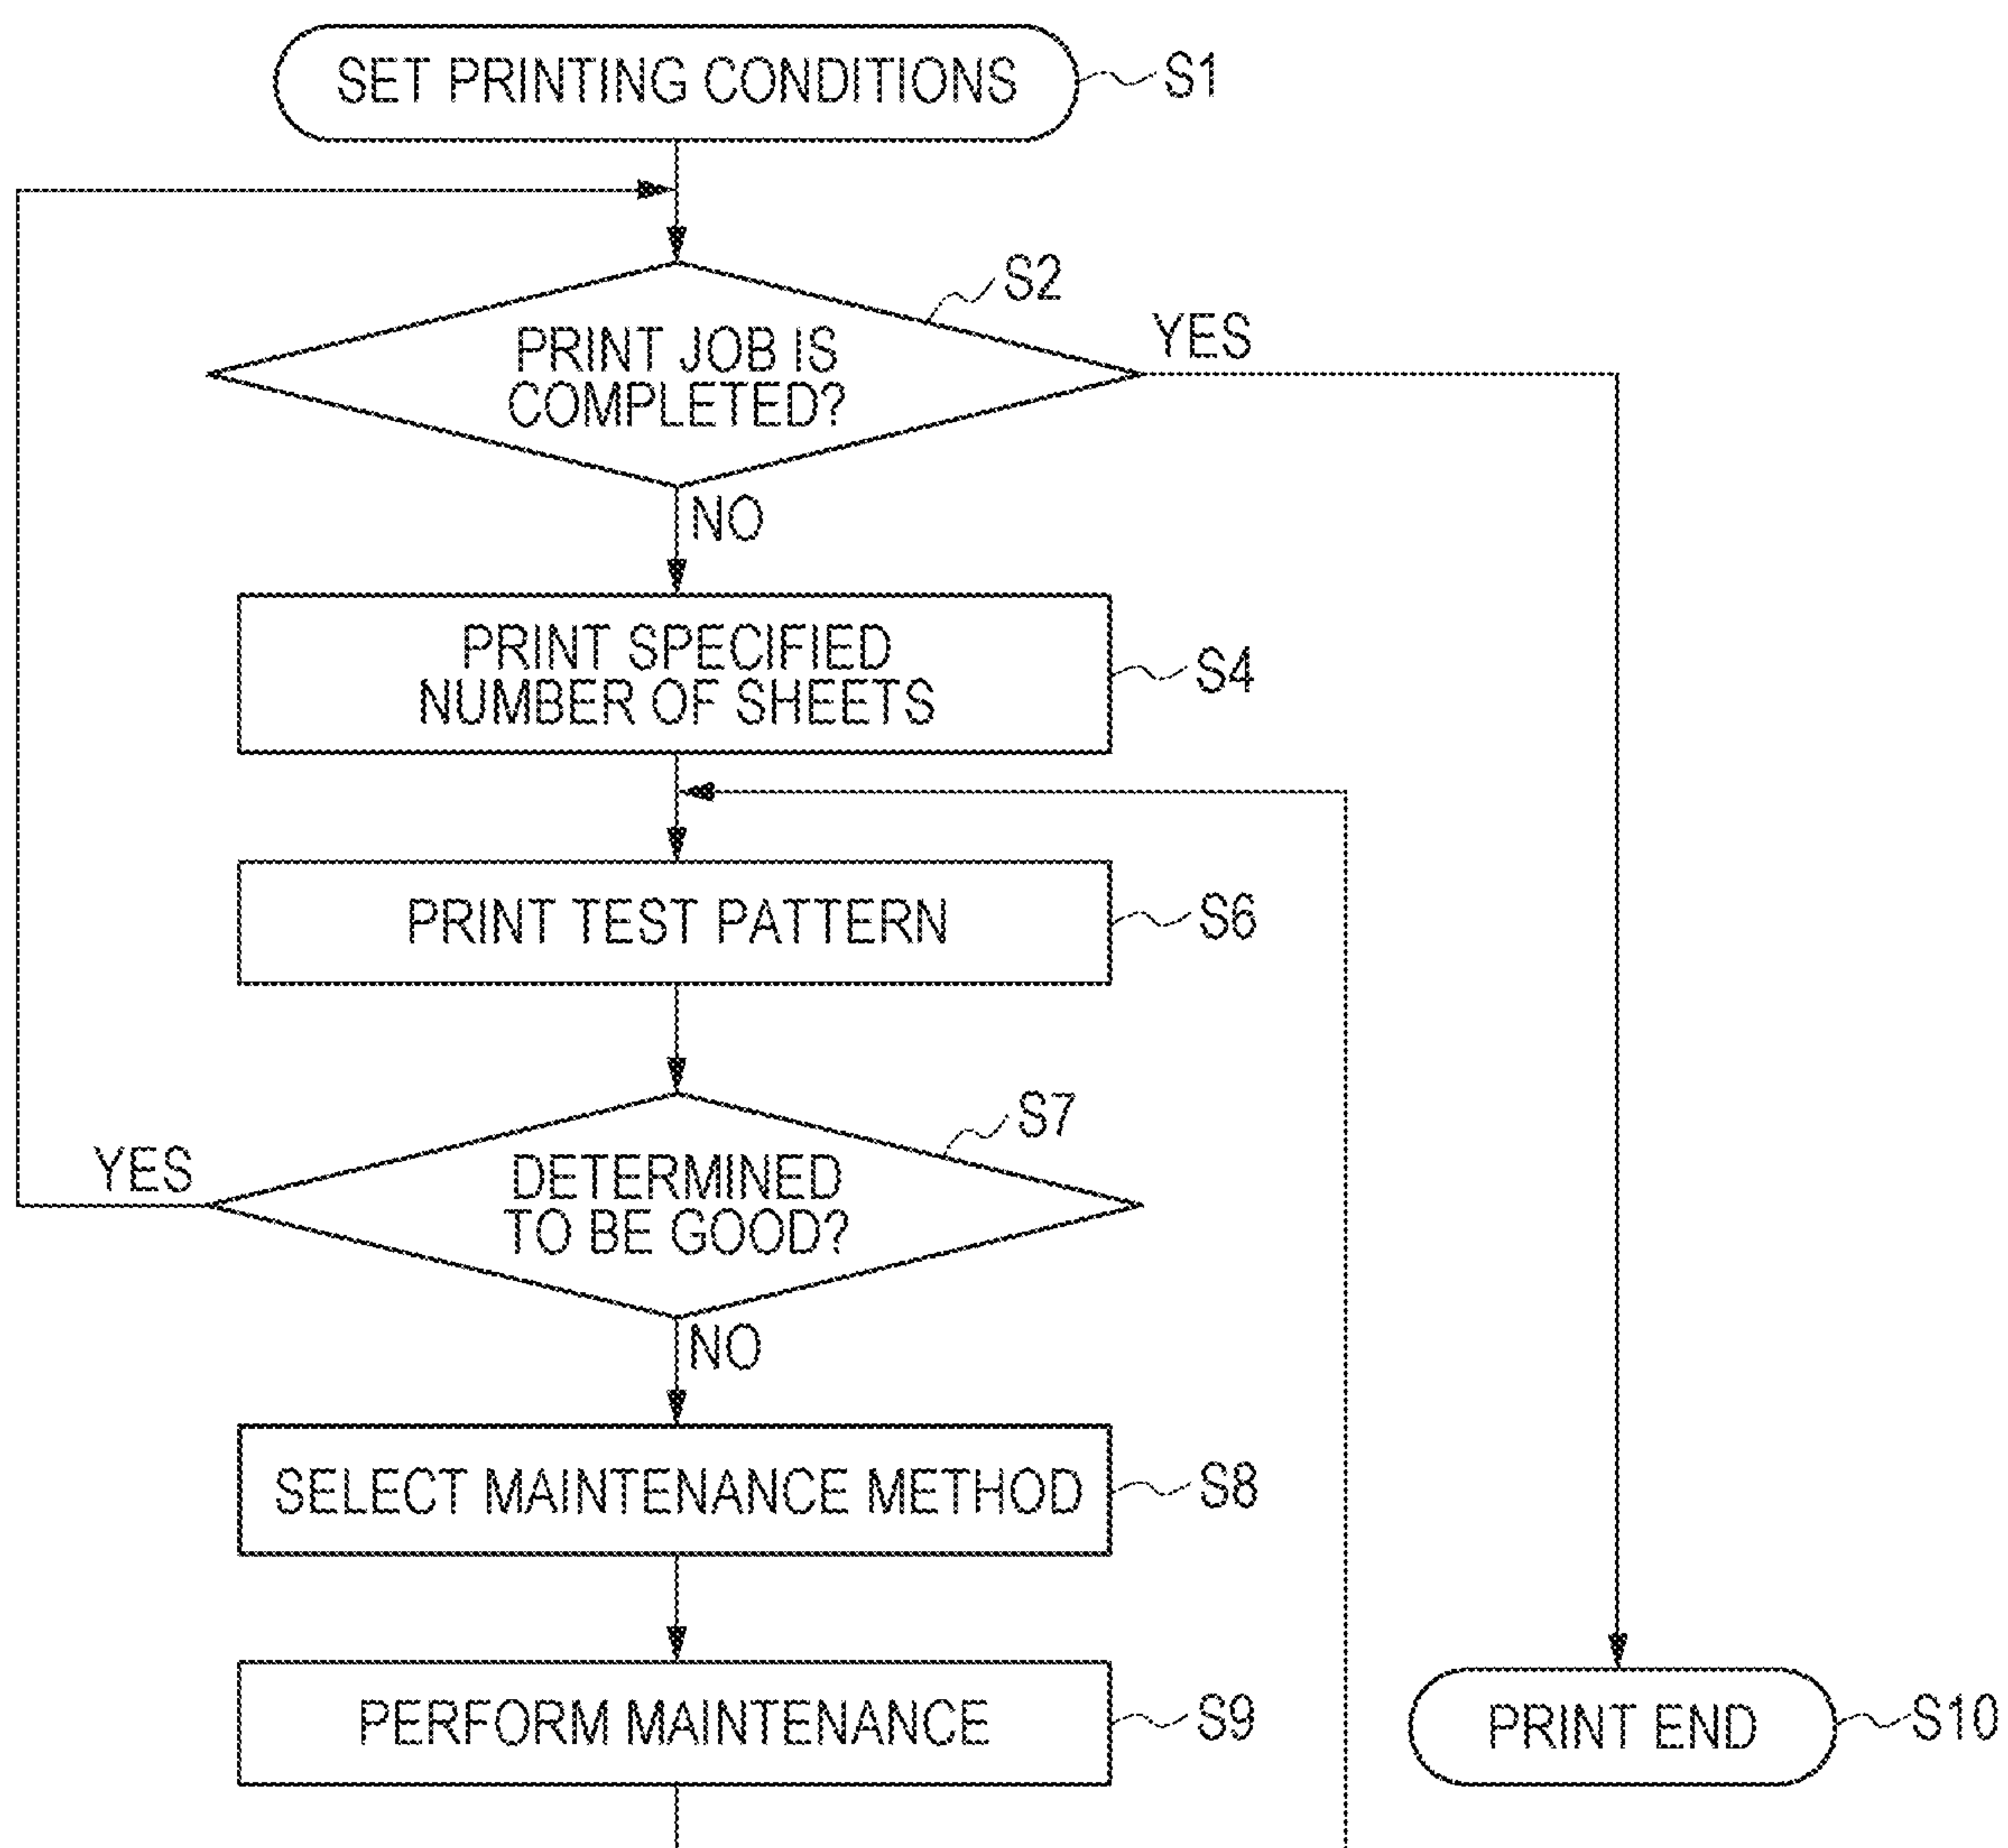 SET PRINTING CONDITIONS
S1
S2
PRINT JOB IS
COMPLETED?
YES
NO
PRINT SPECIFIED
NUMBER OF SHEETS
S4
PRINT TEST PATTERN
S6
S7
YES
DETERMINED
TO BE GOOD?
NO
SELECT MAINTENANCE METHOD
S8
PERFORM MAINTENANCE
S9
PRINT END
S10